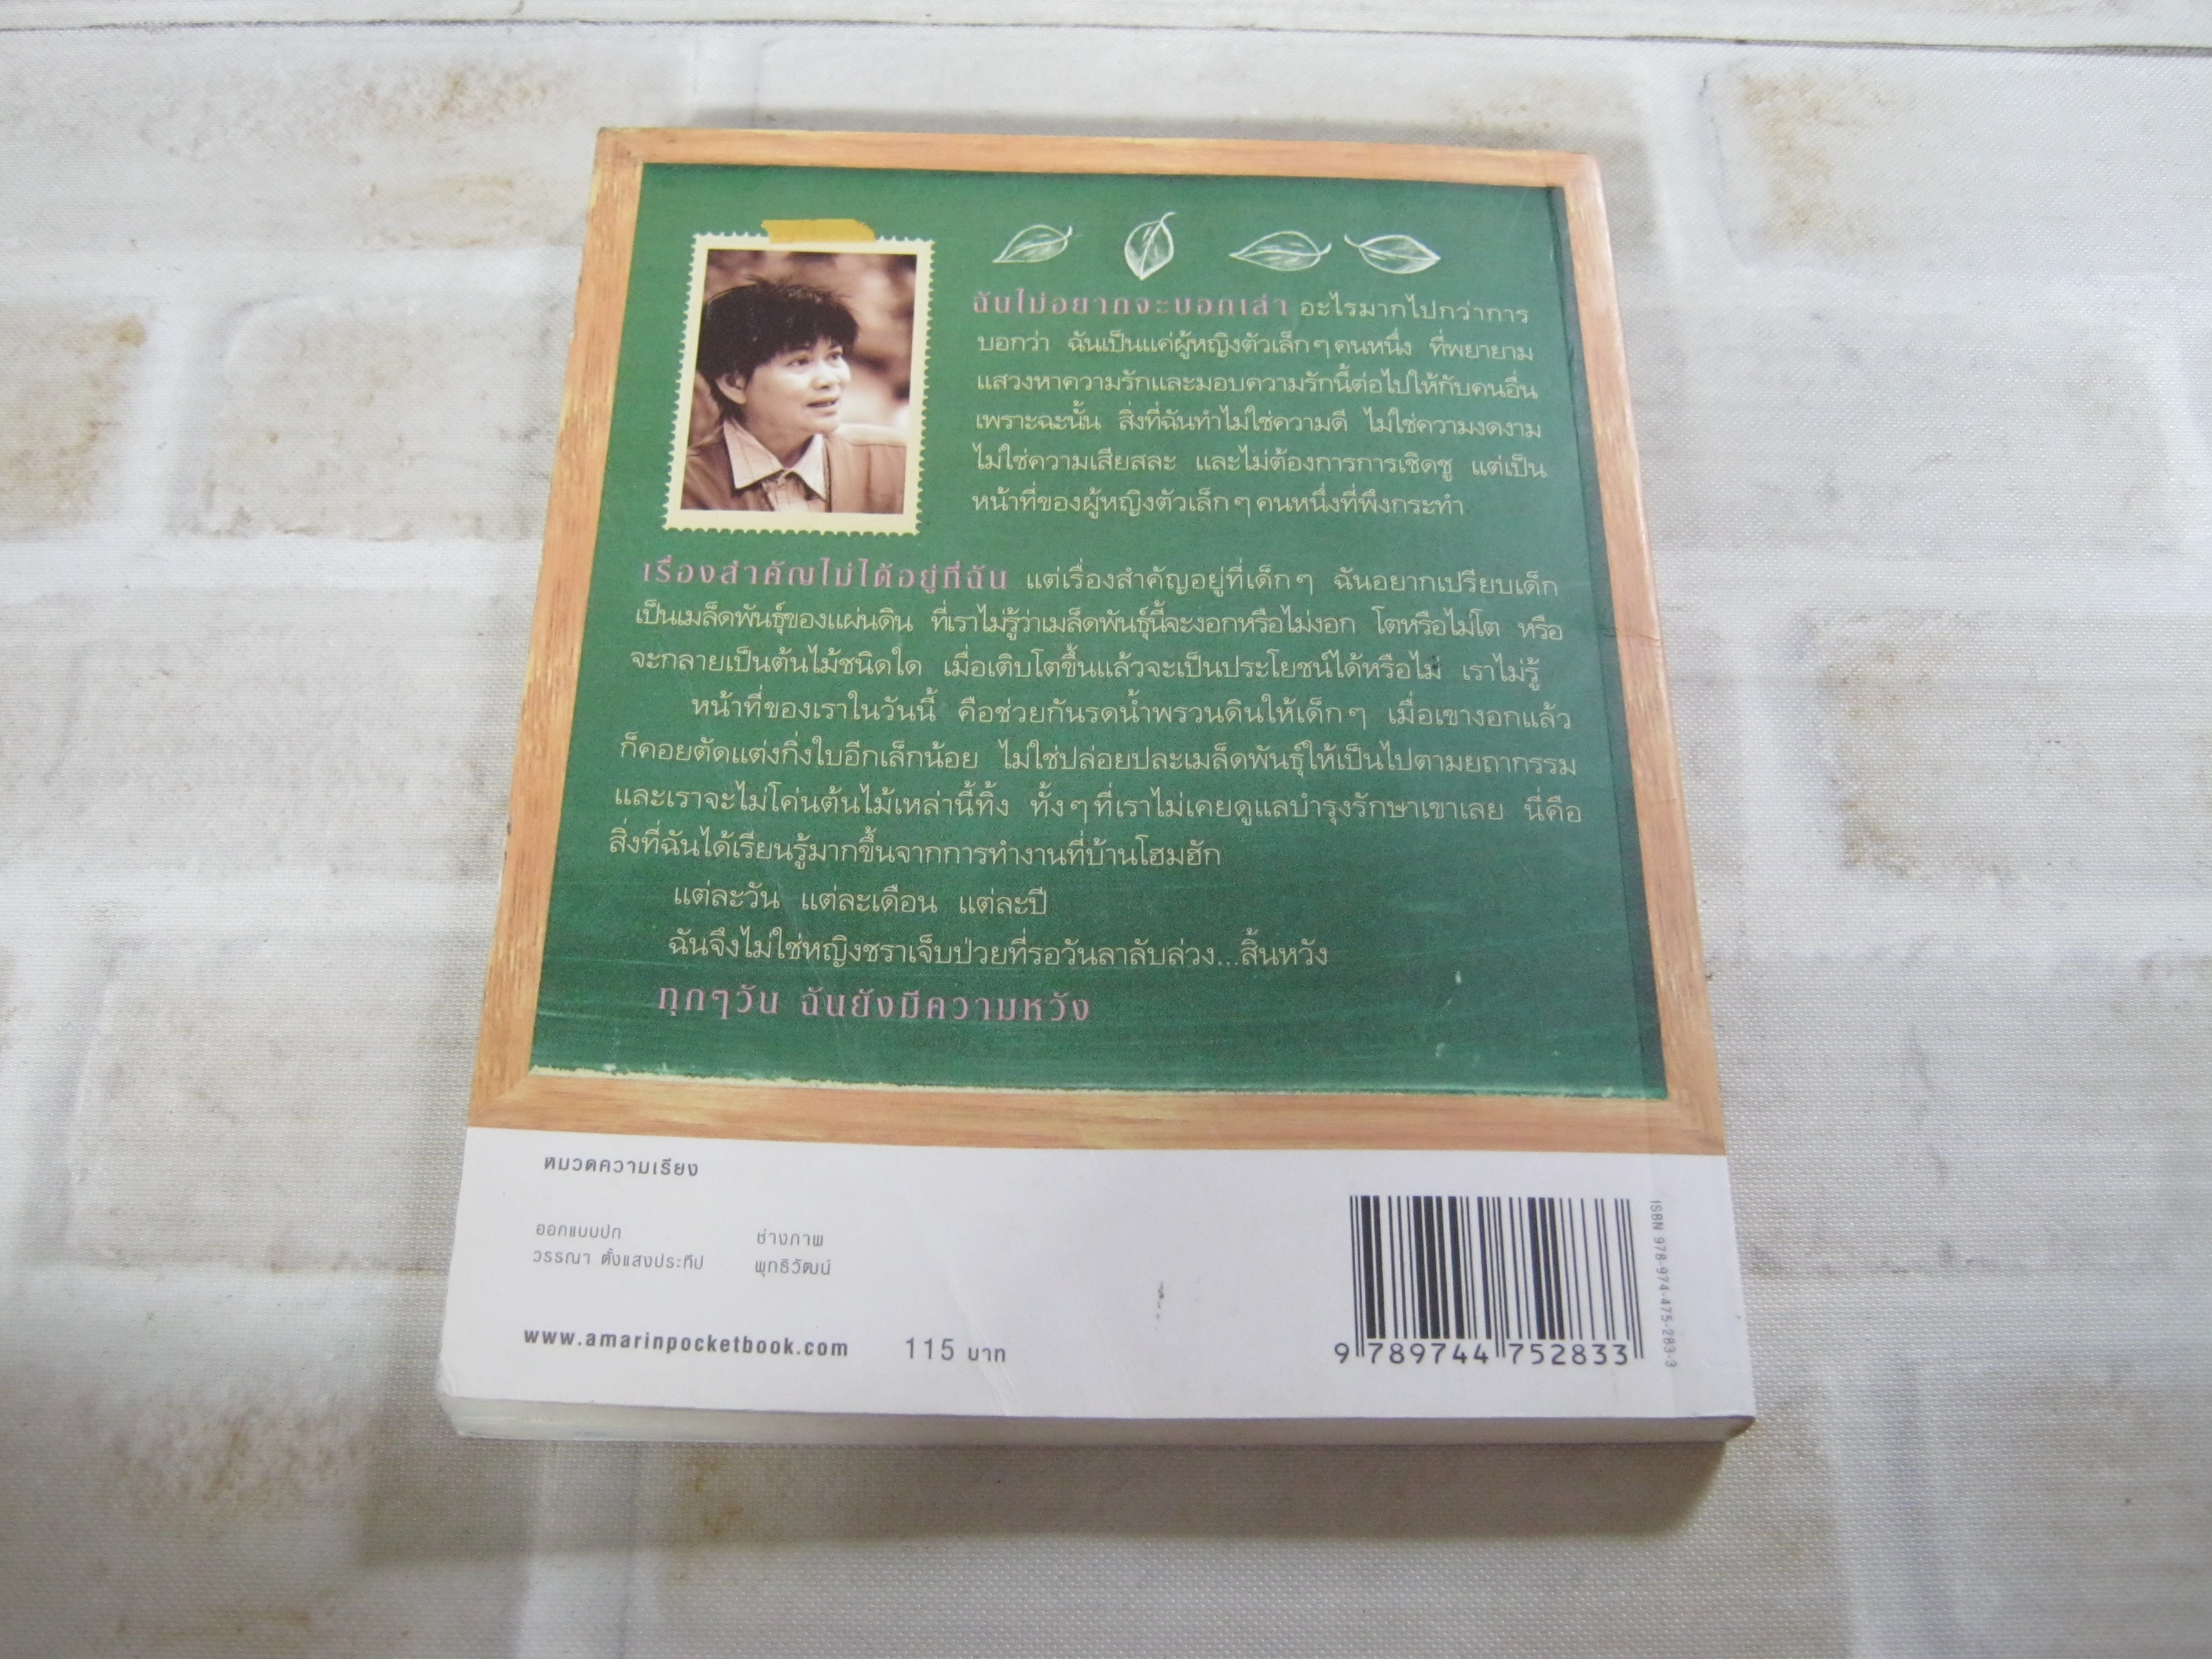 ฉันไม่อยากจะบอกเล่า อะไรมากไปกว่าการ
บอกว่า ฉันเป็นแค่ผู้หญิงตัวเล็กๆ คนหนึ่ง ที่พยายาม
แสวงหาความรักและมอบความรักนี้ต่อไปให้กับคนอื่น
เพราะฉะนั้น สิ่งที่ฉันทำไม่ใช่ความดี ไม่ใช่ความงดงาม
ไม่ใช่ความเสียสละ และไม่ต้องการการเชิดชู แต่เป็น
หน้าที่ของผู้หญิงตัวเล็กๆ คนหนึ่งที่พึงกระทำ
เรื่องสำคัญไม่ได้อยู่ที่ฉัน แต่เรื่องสำคัญอยู่ที่เด็กๆ ฉันอยากเปรียบเด็ก
เป็นเมล็ดพันธุ์ของแผ่นดิน ที่เราไม่รู้ว่าเมล็ดพันธุ์นี้จะงอกหรือไม่งอก โตหรือไม่โต หรือ
จะกลายเป็นต้นไม้ชนิดใด เมื่อเติบโตขึ้นแล้วจะเป็นประโยชน์ได้หรือไม่ เราไม่รู้
หน้าที่ของเราในวันนี้ คือช่วยกันรดน้ำพรวนดินให้เด็กๆ เมื่อเขางอกแล้ว
ก็คอยตัดแต่งกิ่งใบอีกเล็กน้อย ไม่ใช่ปล่อยปละเมล็ดพันธุ์ให้เป็นไปตามยถากรรม
และเราจะไม่โค่นต้นไม้เหล่านี้ทิ้ง ทั้งๆ ที่เราไม่เคยดูแลบำรุงรักษาเขาเลย นี่คือ
สิ่งที่ฉันได้เรียนรู้มากขึ้นจากการทำงานที่บ้านโฮมฮัก
แต่ละวัน แต่ละเดือน แต่ละปี
ฉันจึงไม่ใช่หญิงชราเจ็บป่วยที่รอวันลาลับล่วง...สิ้นหวัง
ทุกๆวัน ฉันยังมีความหวัง
หมวดความเรียง
ออกแบบปก
วรรณา ตั้งแสงประทีป
ช่างภาพ
พุทธิวัฒน์
www.amarinpocketbook.com 115 บาท
ISBN 978-974-475-283-3
9 789744 752833